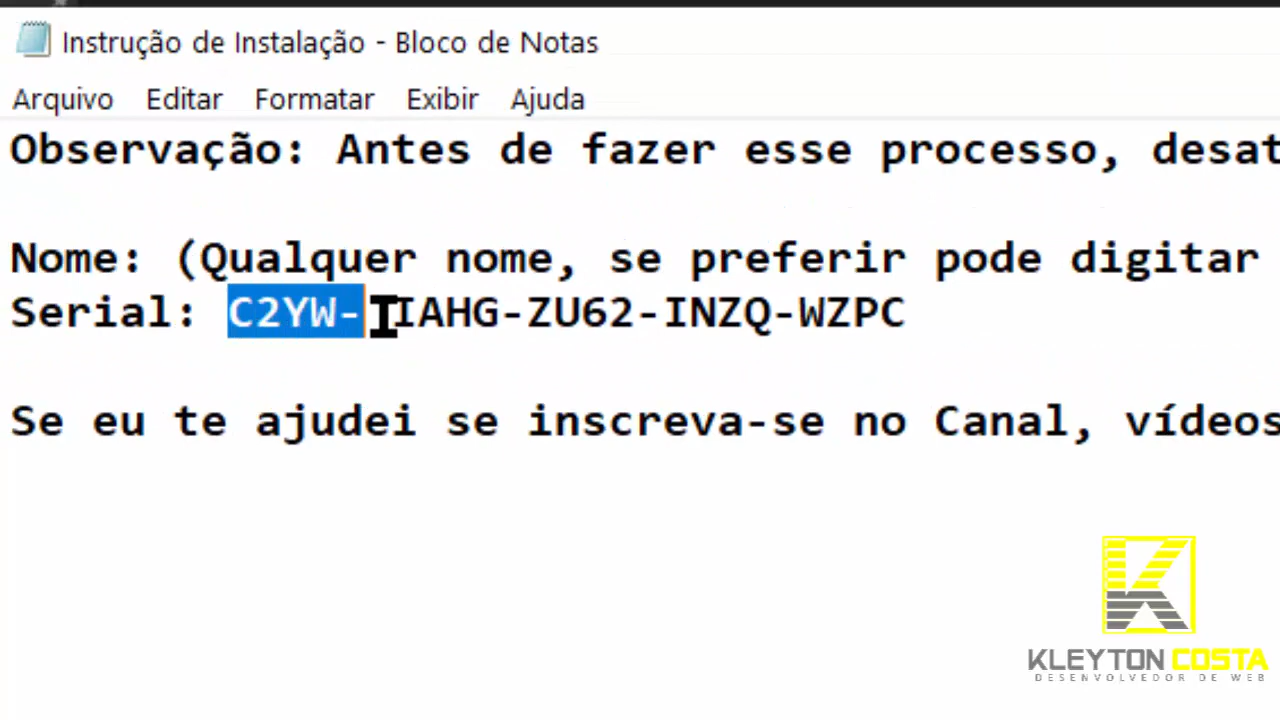 Instrução de Instalação - Bloco de Notas
Arquivo Editar Formatar Exibir Ajuda
Observação: Antes de fazer esse processo, desat
Nome: (Qualquer nome, se preferir pode digitar
Serial: C2YW-IAHG-ZU62-INZQ-WZPC
Se eu te ajudei se inscreva-se no Canal, vídeos
KLEYTON COSTA
DESENVOLVEDOR DE WEB